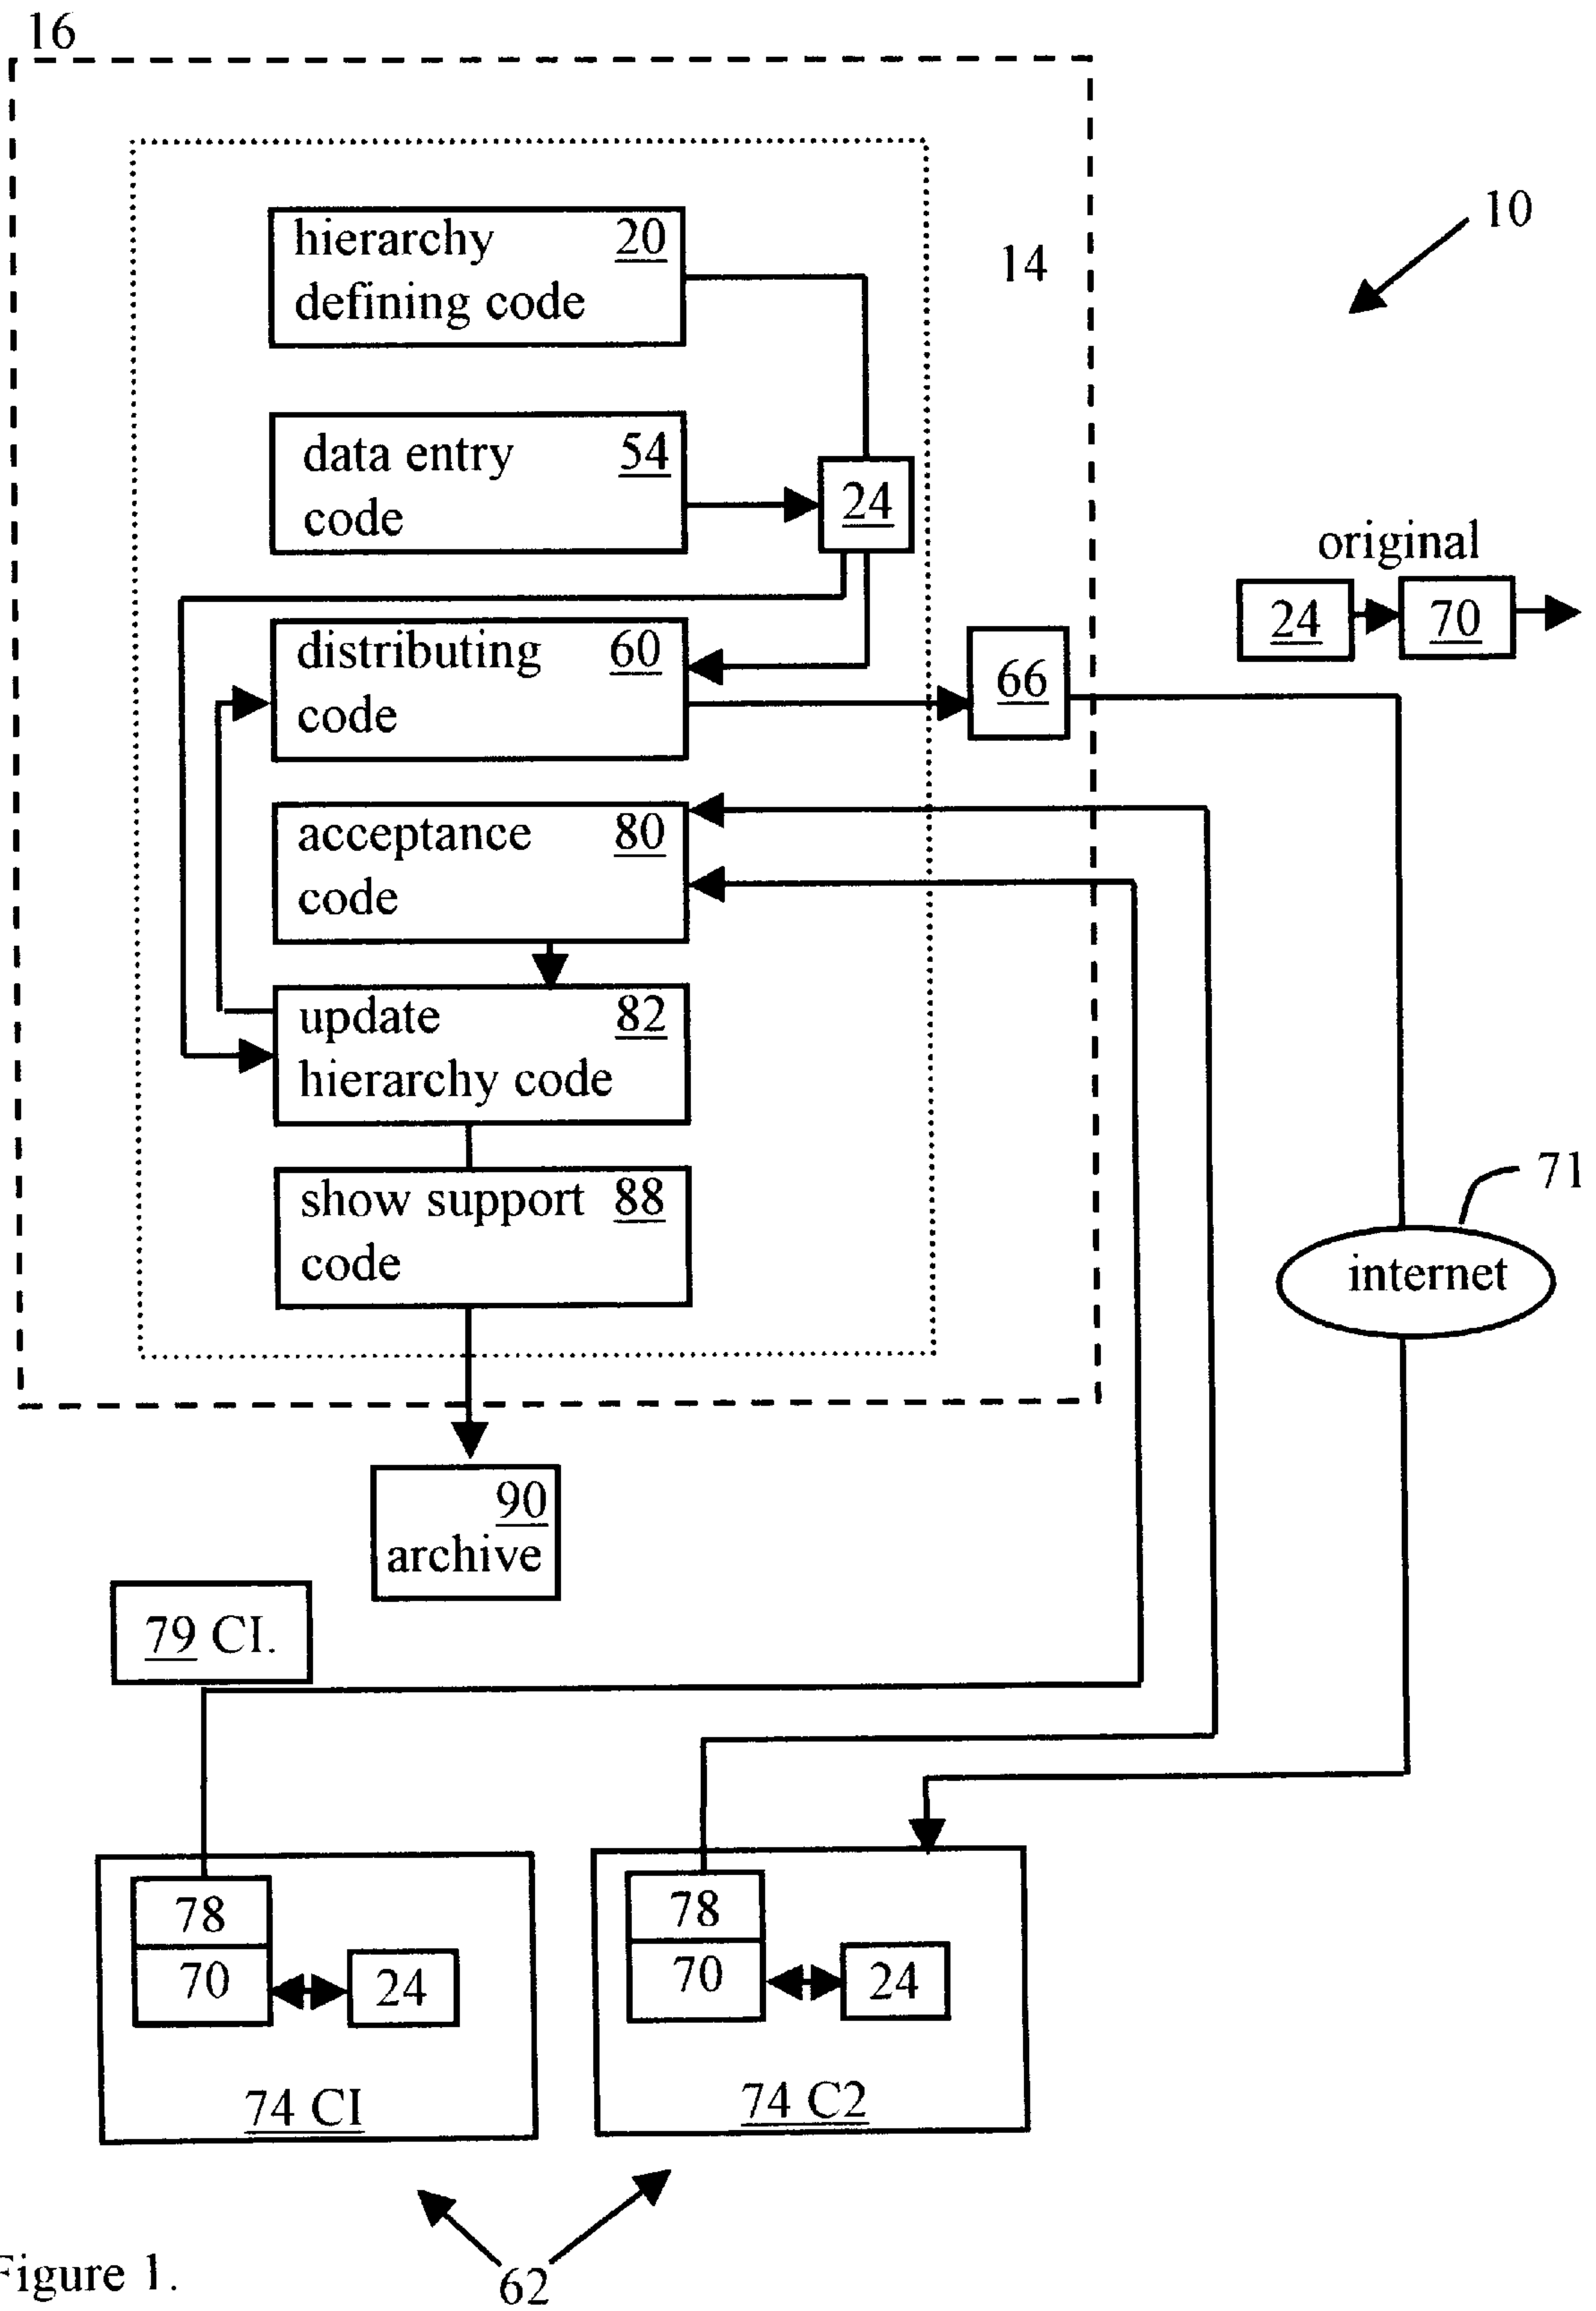 16
10
hierarchy 20
defining code
14
data entry 54
code
24
original
24 70
distributing 60
code
66
acceptance 80
code
update 82
hierarchy code
71
show support 88
code
internet
90
archive
79 CI.
78
70
24
74 CI
78
70
24
74 C2
62
Figure 1.